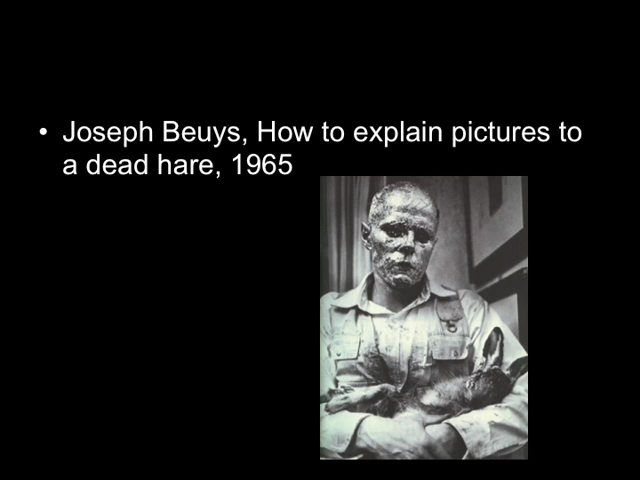 • Joseph Beuys, How to explain pictures to
a dead hare, 1965